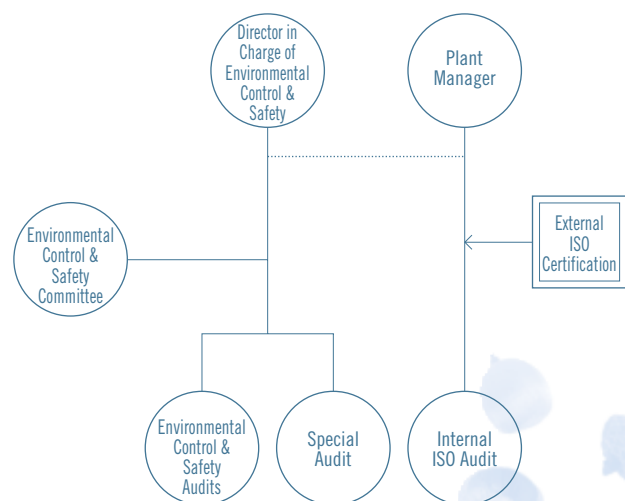 Director in
Charge of
Environmental
Control &
Safety
Plant
Manager
Environmental
Control &
Safety
Committee
External
ISO
Certification
Environmental
Control &
Safety
Audits
Special
Audit
Internal
ISO Audit